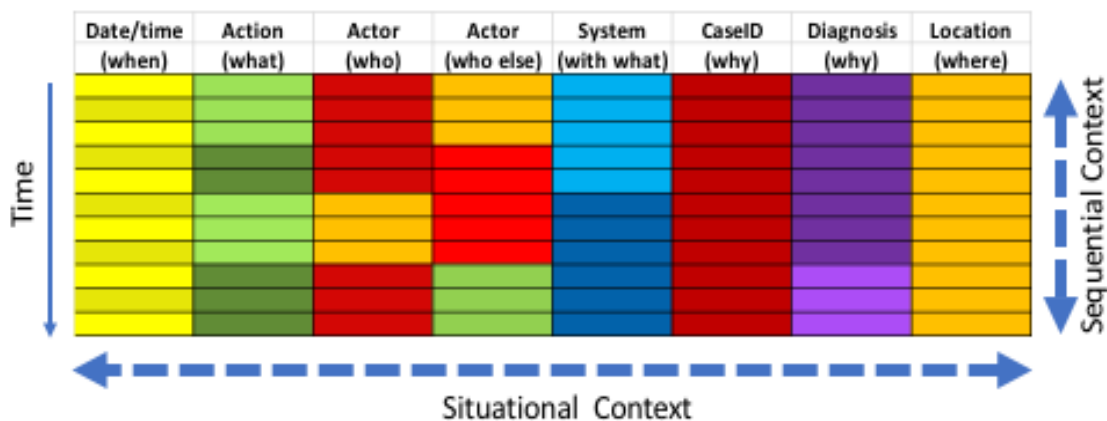 Date/time Action Actor Actor System CaseID Diagnosis Location
(when) (what) (who) (who else) (with what) (why) (why) (where)
Time
Sequential Context
Situational Context